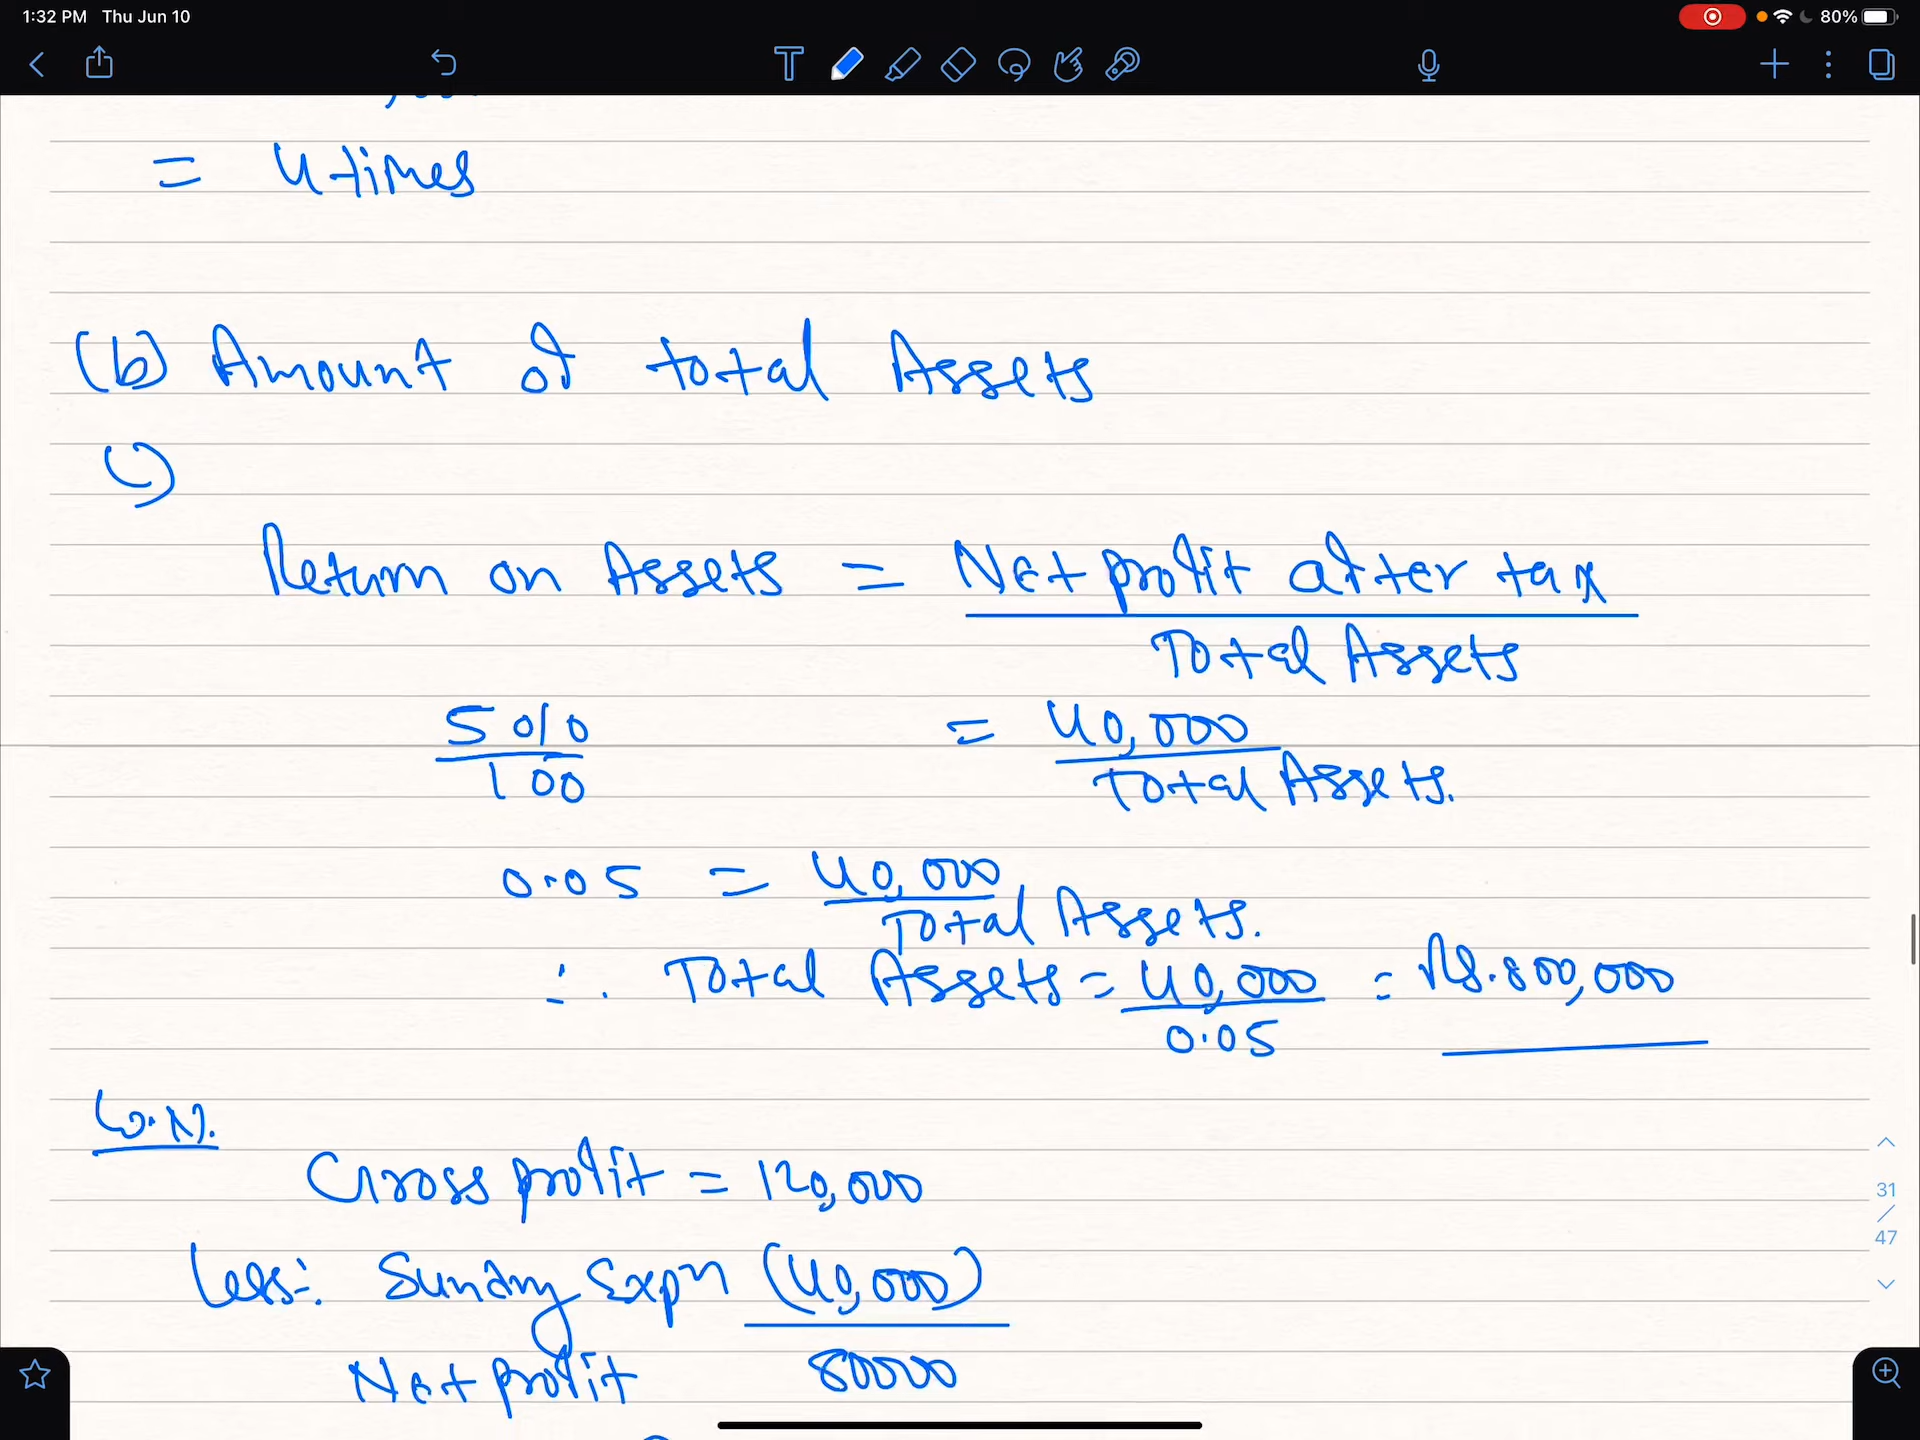 1:32 PM Thu Jun 10
80%
= 4 times
(b) Amount of total Assets
Return on Assets = Net profit after tax
Total Assets
5% = 40,000
100 Total Assets.
0.05 = 40,000
Total Assets.
∴ Total Assets = 40,000 = Rs. 800,000
0.05
W.N.
Gross profit = 120,000
Less: Sundry Expn (40,000)
Net profit 80000
31
/
47